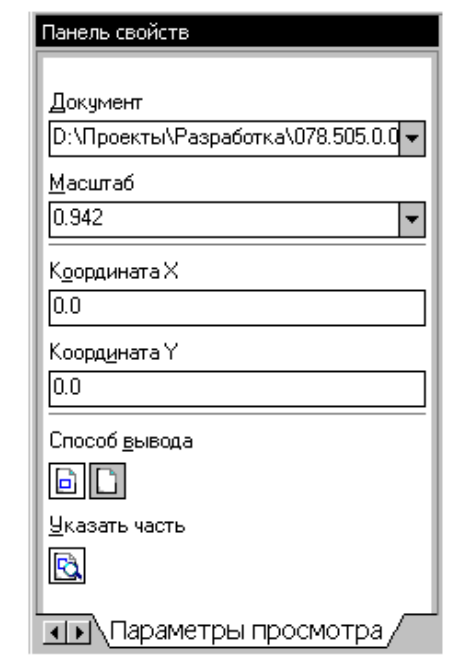 Панель свойств
Документ
D:\Проекты\Разработка\078.505.0.0
Масштаб
0.942
Координата X
0.0
Координата Y
0.0
Способ вывода
Указать часть
Параметры просмотра